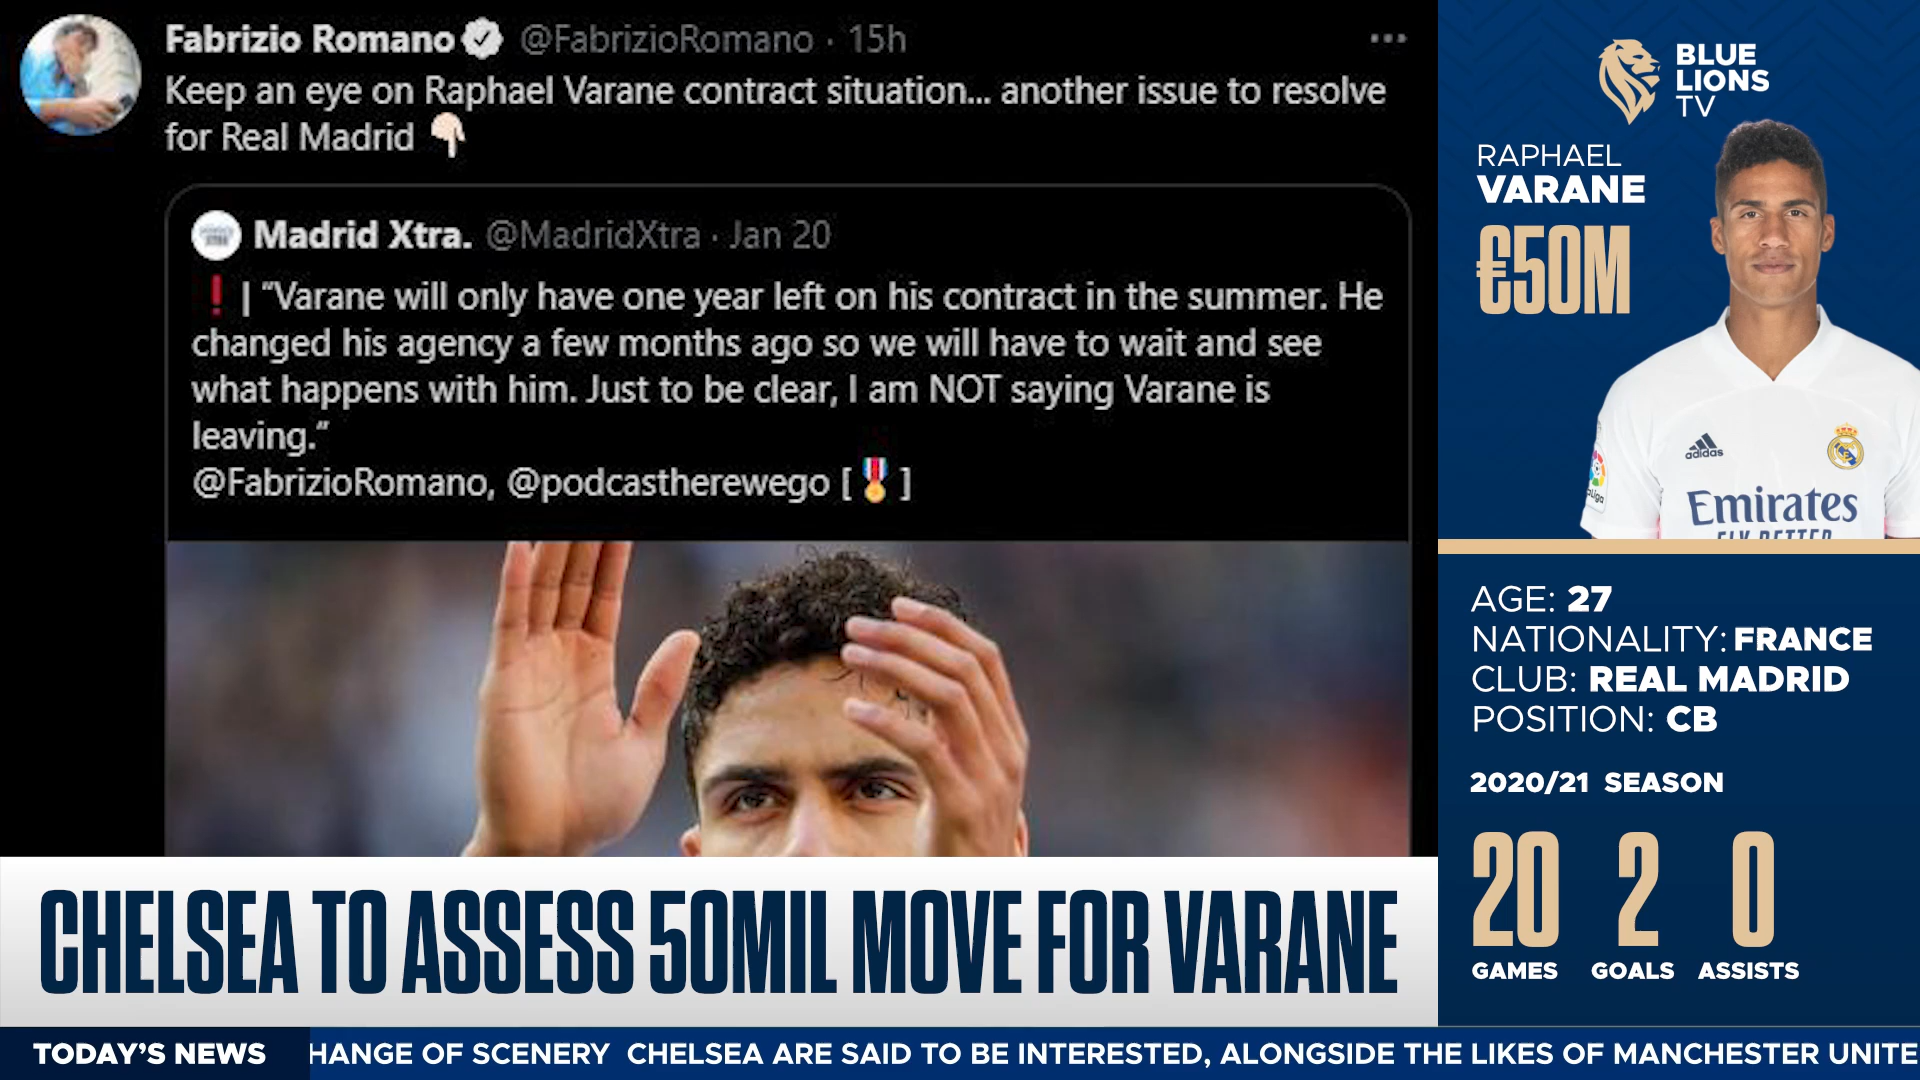 Fabrizio Romano @FabrizioRomano · 15h
Keep an eye on Raphael Varane contract situation... another issue to resolve
for Real Madrid 👇🏻
Madrid Xtra. @MadridXtra · Jan 20
❗ | “Varane will only have one year left on his contract in the summer. He
changed his agency a few months ago so we will have to wait and see
what happens with him. Just to be clear, I am NOT saying Varane is
leaving.”
@FabrizioRomano, @podcastherewego [🎖️]
CHELSEA TO ASSESS 50MIL MOVE FOR VARANE
BLUE
LIONS
TV
RAPHAEL
VARANE
€50M
adidas
Emirates
FLY BETTER
AGE: 27
NATIONALITY: FRANCE
CLUB: REAL MADRID
POSITION: CB
2020/21 SEASON
20 2 0
GAMES GOALS ASSISTS
TODAY'S NEWS HANGE OF SCENERY CHELSEA ARE SAID TO BE INTERESTED, ALONGSIDE THE LIKES OF MANCHESTER UNITE